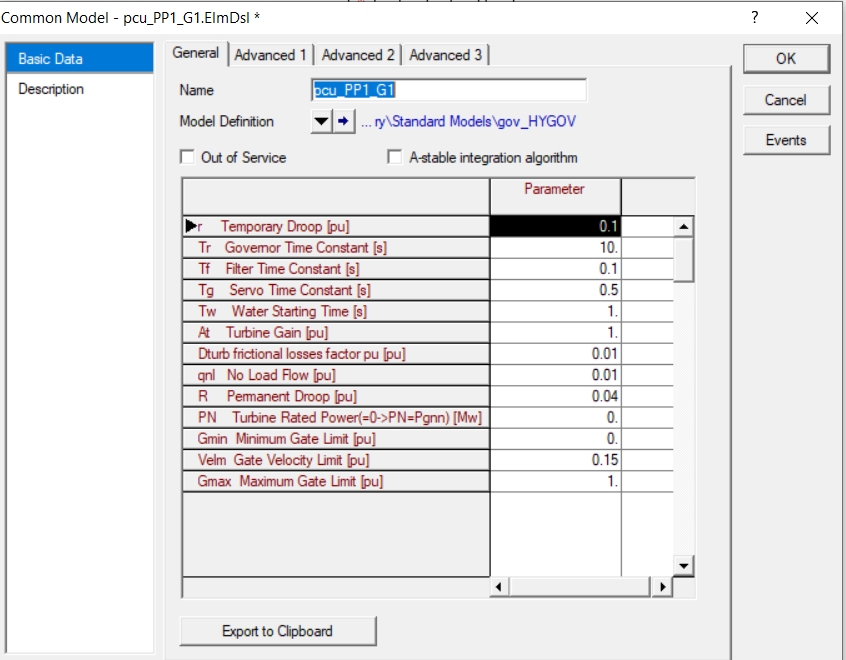 Common Model - pcu_PP1_G1.ElmDsl *
?
Basic Data
Description
General
Advanced 1
Advanced 2
Advanced 3
OK
Cancel
Events
Name pcu_PP1_G1
Model Definition ... ry\Standard Models\gov_HYGOV
Out of Service
A-stable integration algorithm
Parameter
r Temporary Droop [pu] 0.1
Tr Governor Time Constant [s] 10.
Tf Filter Time Constant [s] 0.1
Tg Servo Time Constant [s] 0.5
Tw Water Starting Time [s] 1.
At Turbine Gain [pu] 1.
Dturb frictional losses factor pu [pu] 0.01
qnl No Load Flow [pu] 0.01
R Permanent Droop [pu] 0.04
PN Turbine Rated Power(=0->PN=Pgnn) [Mw] 0.
Gmin Minimum Gate Limit [pu] 0.
Velm Gate Velocity Limit [pu] 0.15
Gmax Maximum Gate Limit [pu] 1.
Export to Clipboard